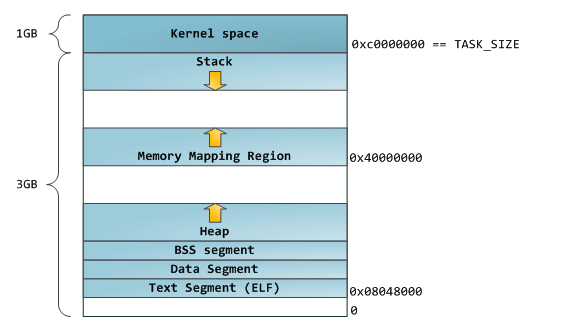 1GB
Kernel space
0xc0000000 == TASK_SIZE
Stack
Memory Mapping Region
0x40000000
3GB
Heap
BSS segment
Data Segment
Text Segment (ELF)
0x08048000
0